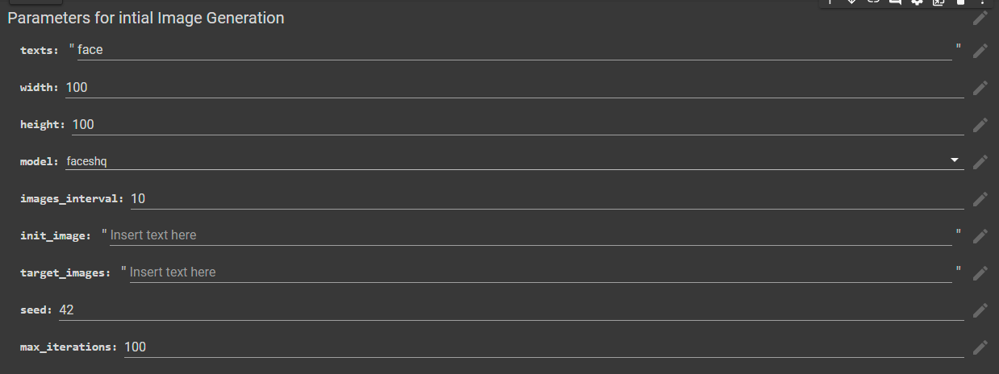 Parameters for intial Image Generation
texts: " face "
width: 100
height: 100
model: faceshq
images_interval: 10
init_image: " Insert text here "
target_images: " Insert text here "
seed: 42
max_iterations: 100